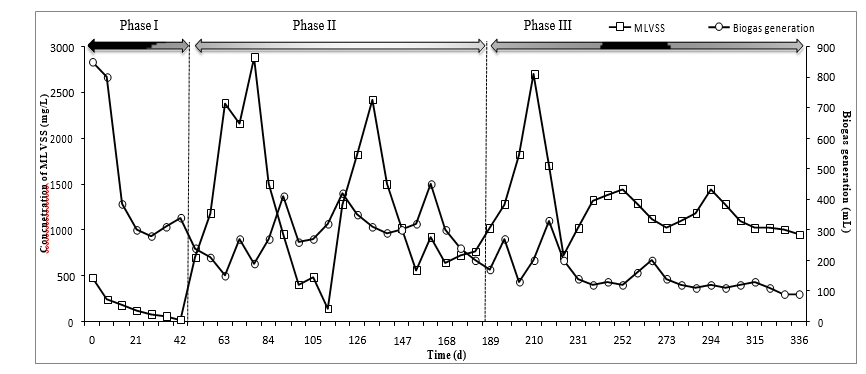 Phase I Phase II Phase III
MLVSS Biogas generation
3000 900
800
2500
700
2000 600
500
1500
400
1000 300
200
500
100
0 0
0 21 42 63 84 105 126 147 168 189 210 231 252 273 294 315 336
Time (d)
Concnetration of MLVSS (mg/L)
Biogas generation (mL)